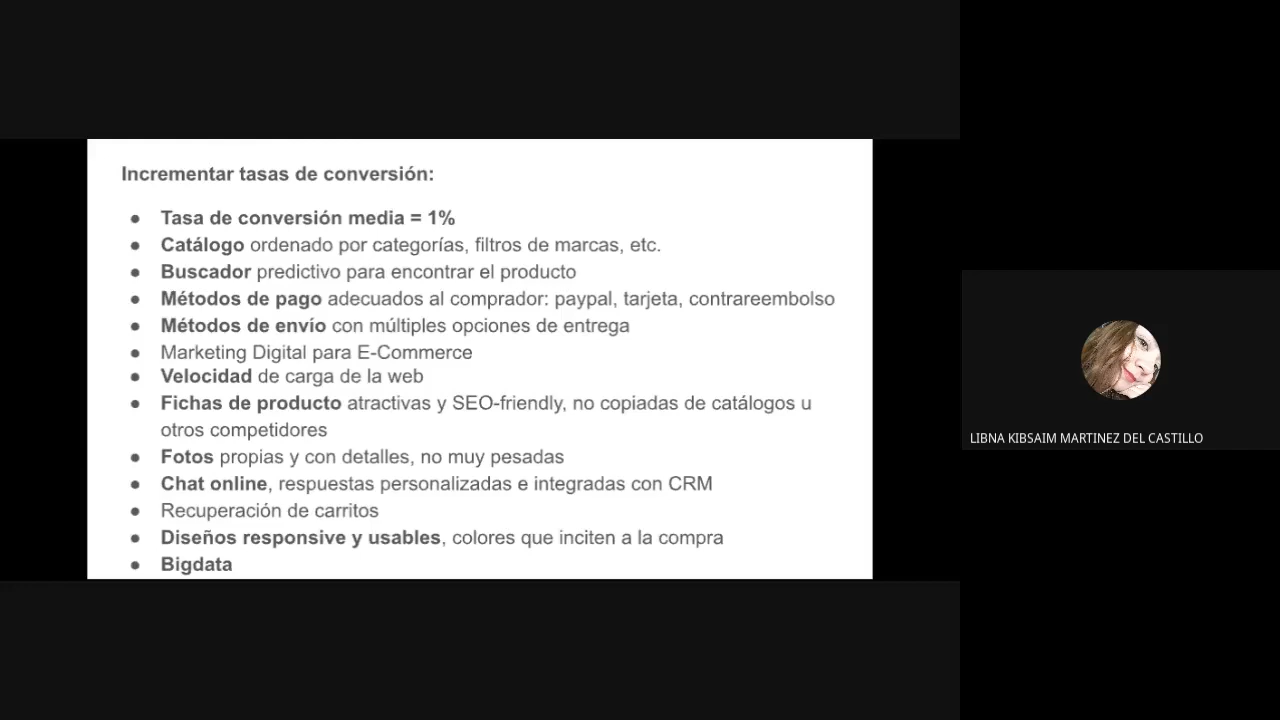 Incrementar tasas de conversión:
● Tasa de conversión media = 1%
● Catálogo ordenado por categorías, filtros de marcas, etc.
● Buscador predictivo para encontrar el producto
● Métodos de pago adecuados al comprador: paypal, tarjeta, contrareembolso
● Métodos de envío con múltiples opciones de entrega
● Marketing Digital para E-Commerce
● Velocidad de carga de la web
● Fichas de producto atractivas y SEO-friendly, no copiadas de catálogos u
otros competidores
● Fotos propias y con detalles, no muy pesadas
● Chat online, respuestas personalizadas e integradas con CRM
● Recuperación de carritos
● Diseños responsive y usables, colores que inciten a la compra
● Bigdata
LIBNA KIBSAIM MARTINEZ DEL CASTILLO